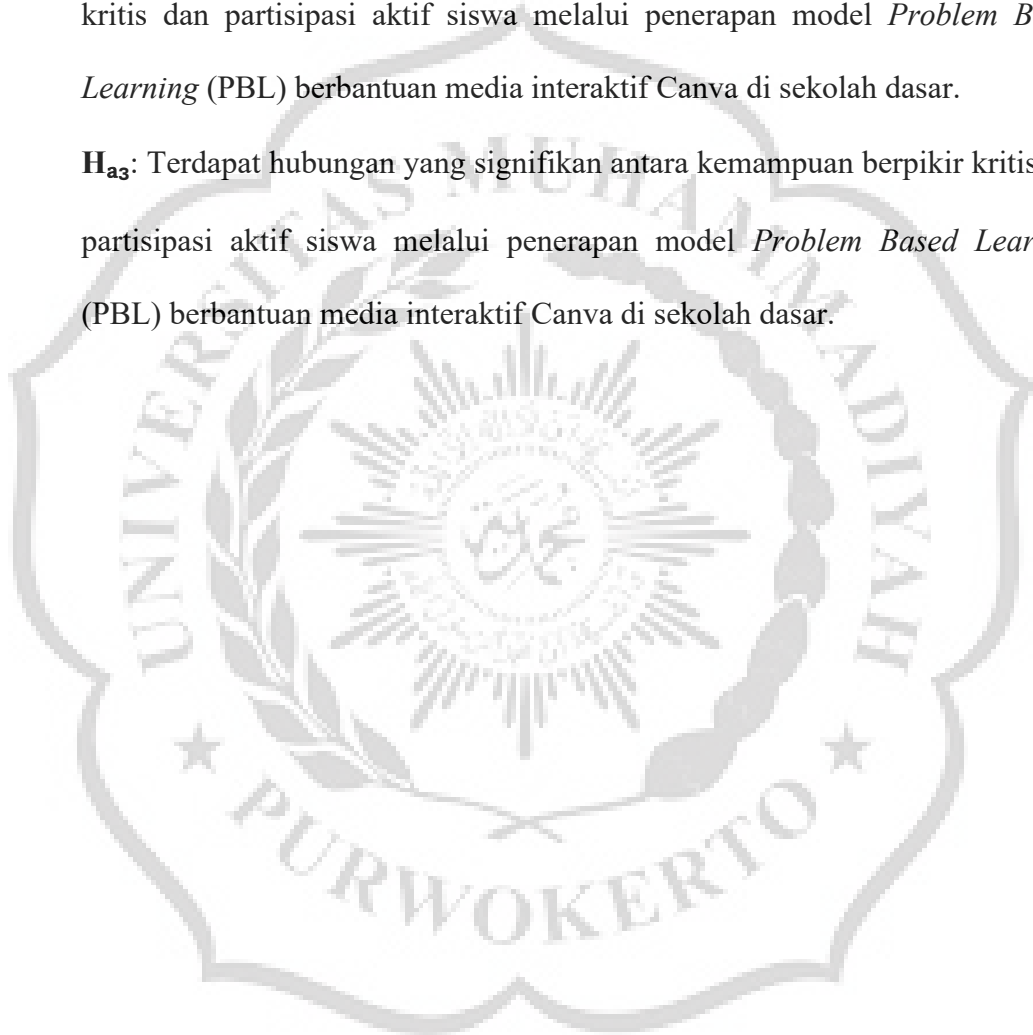 kritis dan partisipasi aktif siswa melalui penerapan model Problem B
Learning (PBL) berbantuan media interaktif Canva di sekolah dasar.
Ha3: Terdapat hubungan yang signifikan antara kemampuan berpikir kritis
partisipasi aktif siswa melalui penerapan model Problem Based Lear
(PBL) berbantuan media interaktif Canva di sekolah dasar.
UNIVERSITAS MUHAMMADIYAH
PURWOKERTO